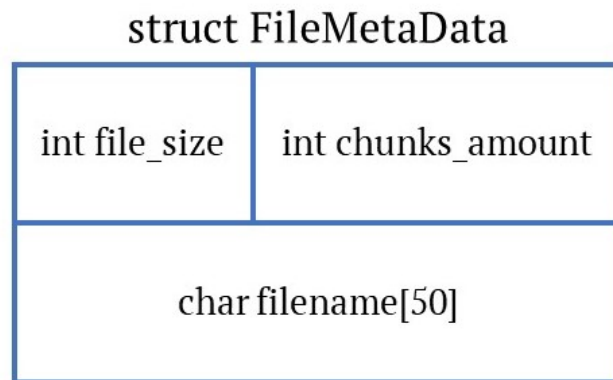 struct FileMetaData
int file_size
int chunks_amount
char filename[50]